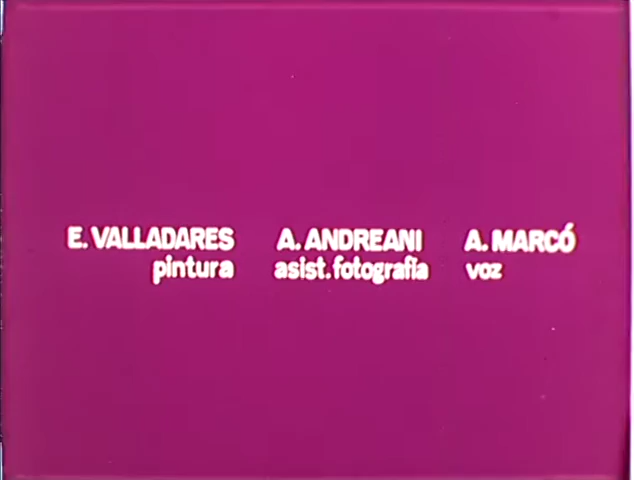 E. VALLADARES
pintura
A. ANDREANI
asist. fotografía
A. MARCÓ
voz